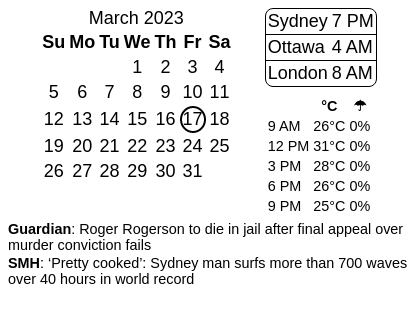 March 2023
Su Mo Tu We Th Fr Sa
1 2 3 4
5 6 7 8 9 10 11
12 13 14 15 16 17 18
19 20 21 22 23 24 25
26 27 28 29 30 31
Sydney 7 PM
Ottawa 4 AM
London 8 AM
°C ☂
9 AM 26°C 0%
12 PM 31°C 0%
3 PM 28°C 0%
6 PM 26°C 0%
9 PM 25°C 0%
Guardian: Roger Rogerson to die in jail after final appeal over
murder conviction fails
SMH: ‘Pretty cooked’: Sydney man surfs more than 700 waves
over 40 hours in world record